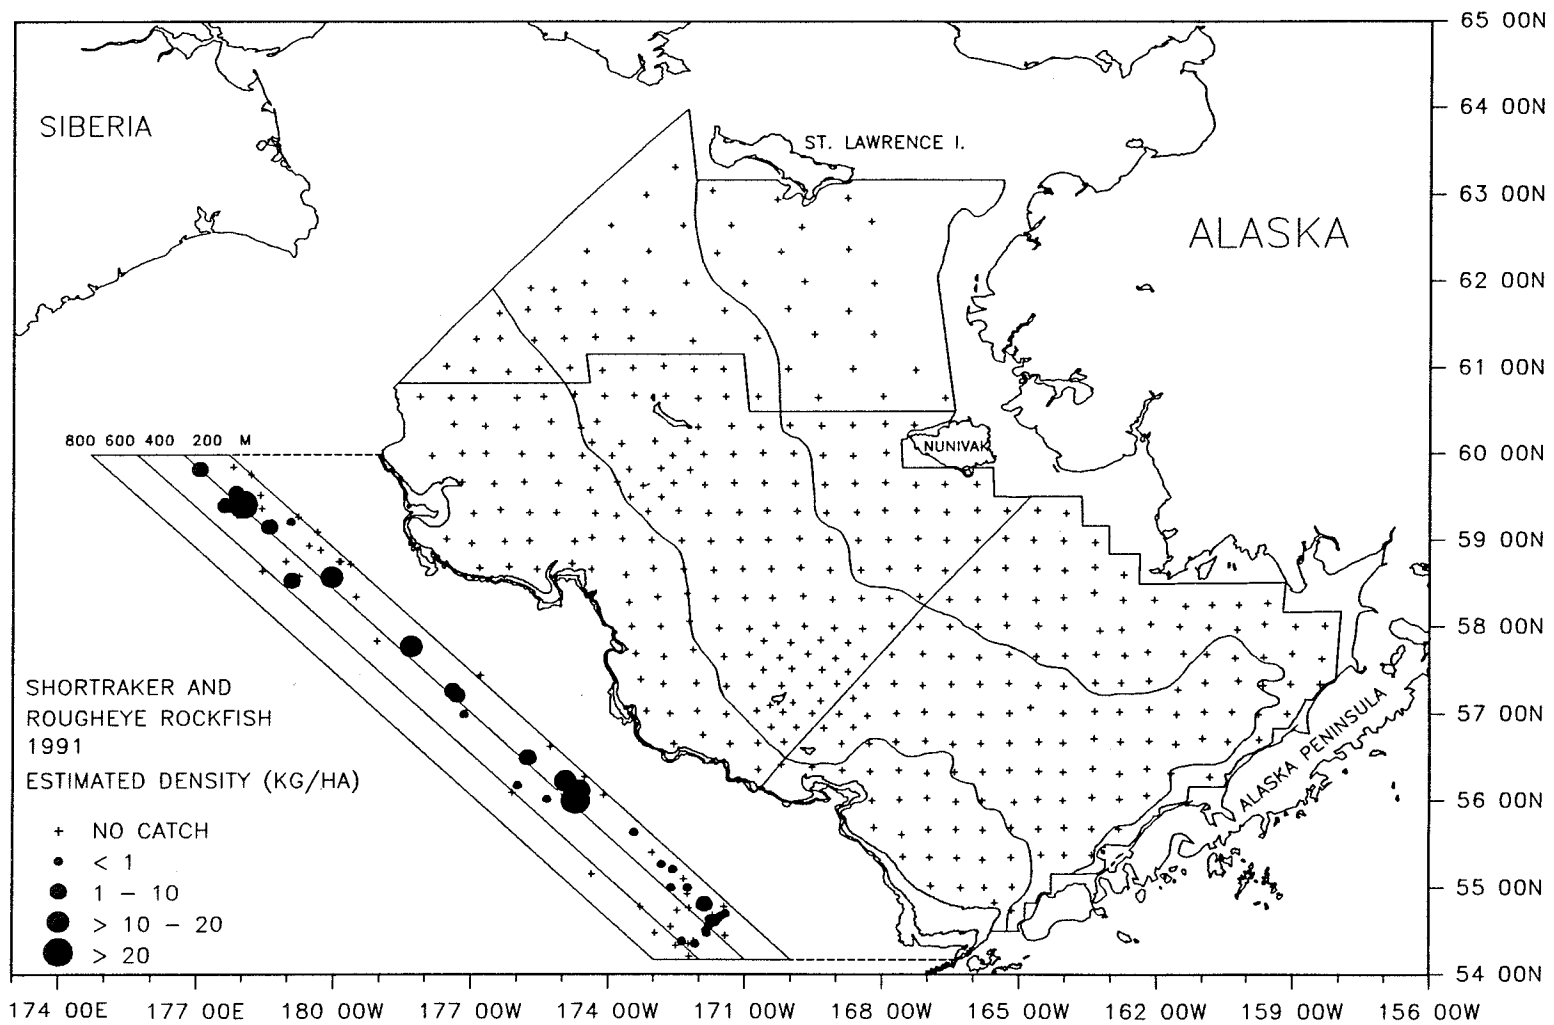 65 00N
64 00N
SIBERIA
ST. LAWRENCE I.
63 00N
ALASKA
62 00N
61 00N
800 600 400 200 M
NUNIVAK
60 00N
59 00N
58 00N
SHORTRAKER AND
ROUGHEYE ROCKFISH
1991
ESTIMATED DENSITY (KG/HA)
57 00N
ALASKA PENINSULA
56 00N
+ NO CATCH
< 1
1 – 10
> 10 – 20
> 20
55 00N
54 00N
174 00E 177 00E 180 00W 177 00W 174 00W 171 00W 168 00W 165 00W 162 00W 159 00W 156 00W